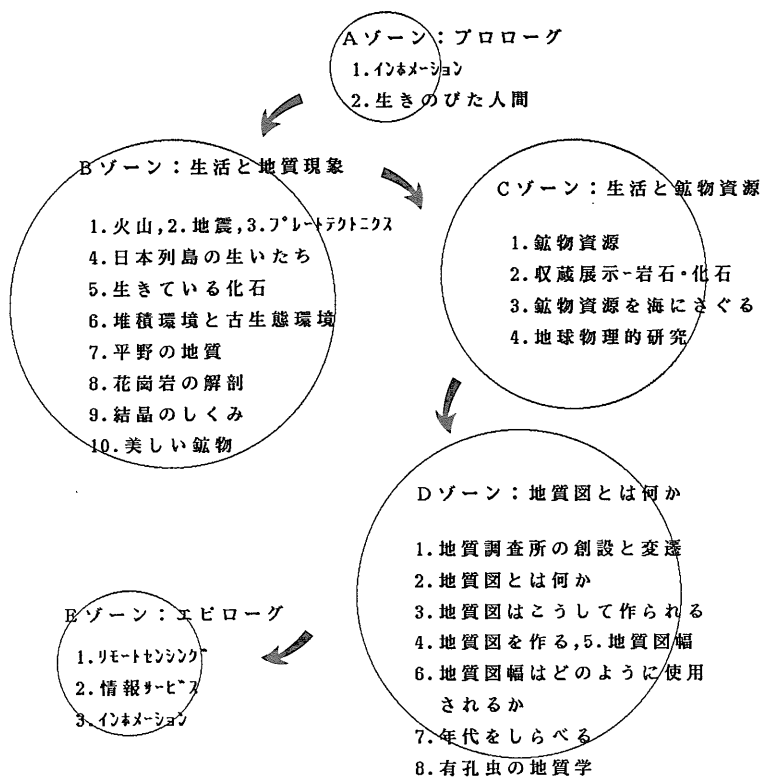 Aゾーン：プロローグ
1.インホメーション
2.生きのびた人間
Bゾーン：生活と地質現象
1.火山,2.地震,3.プレートテクトニクス
4.日本列島の生いたち
5.生きている化石
6.堆積環境と古生態環境
7.平野の地質
8.花崗岩の解剖
9.結晶のしくみ
10.美しい鉱物
Cゾーン：生活と鉱物資源
1.鉱物資源
2.収蔵展示-岩石・化石
3.鉱物資源を海にさぐる
4.地球物理的研究
Dゾーン：地質図とは何か
1.地質調査所の創設と変遷
2.地質図とは何か
3.地質図はこうして作られる
4.地質図を作る,5.地質図幅
6.地質図幅はどのように使用
されるか
7.年代をしらべる
8.有孔虫の地質学
Eゾーン：エピローグ
1.リモートセンシング
2.情報サービス
3.インホメーション